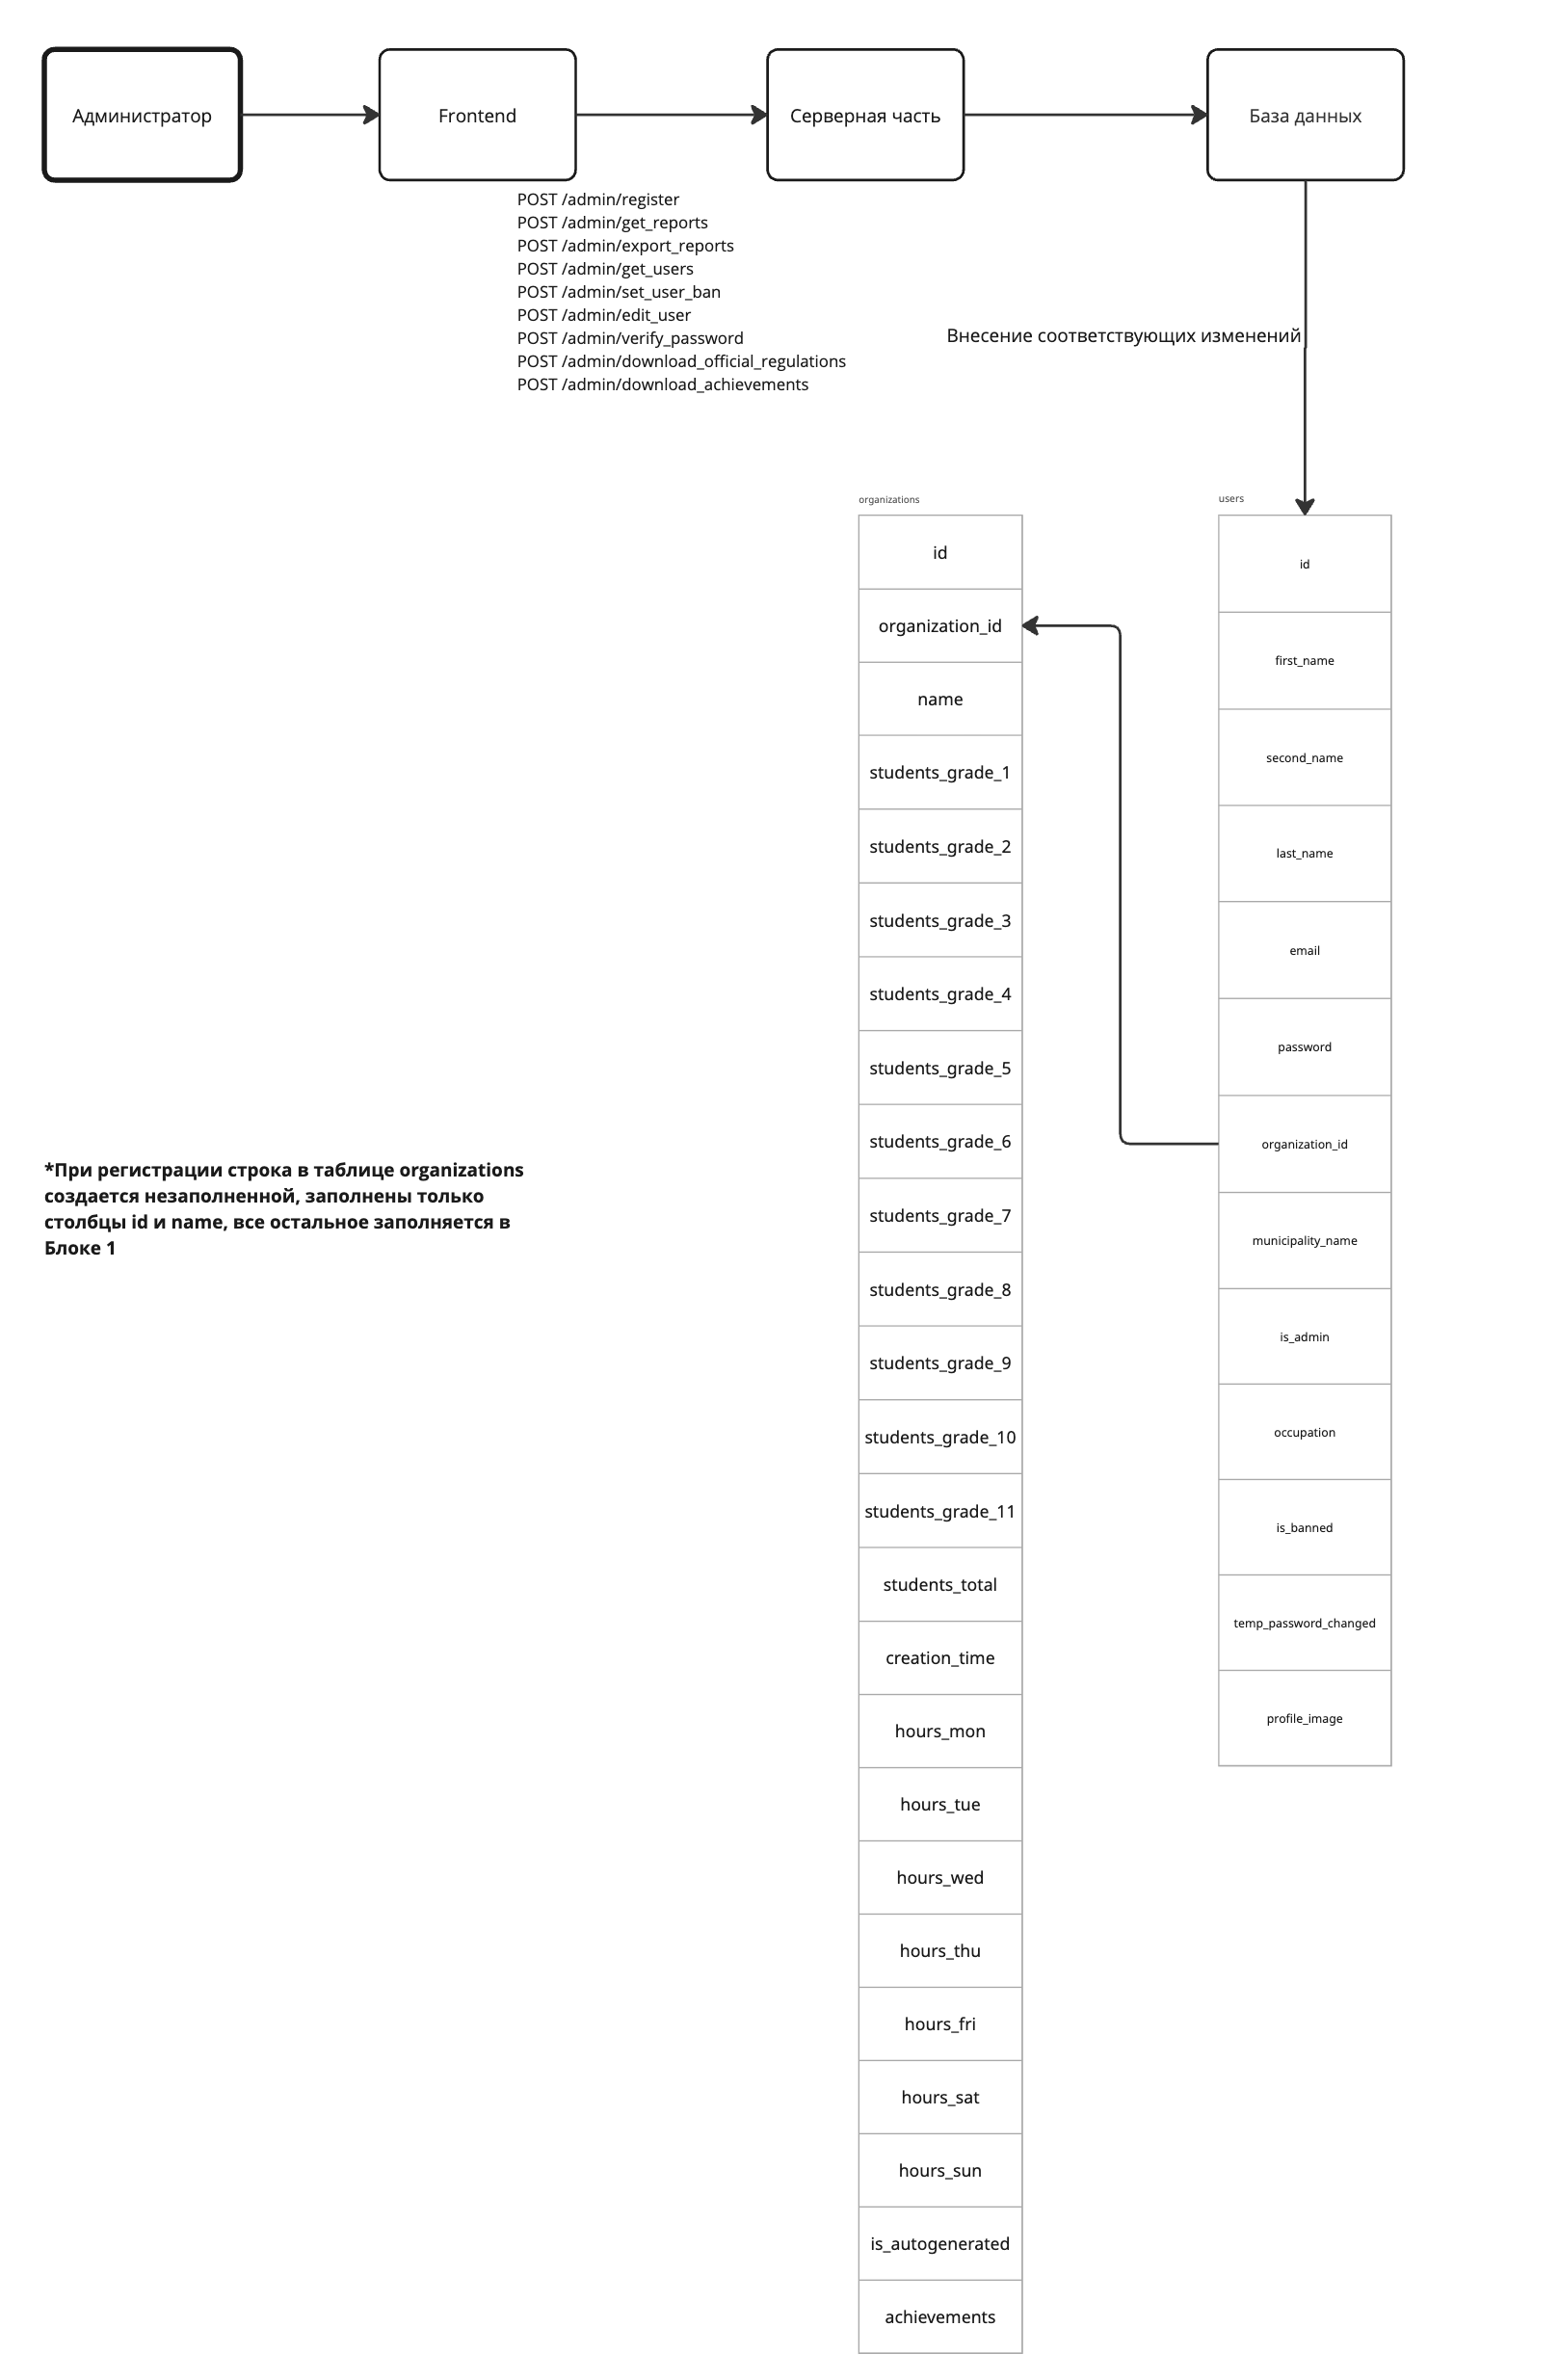 Администратор
Frontend
Серверная часть
База данных
POST /admin/register
POST /admin/get_reports
POST /admin/export_reports
POST /admin/get_users
POST /admin/set_user_ban
POST /admin/edit_user
POST /admin/verify_password
POST /admin/download_official_regulations
POST /admin/download_achievements
Внесение соответствующих изменений
organizations
id
organization_id
name
students_grade_1
students_grade_2
students_grade_3
students_grade_4
students_grade_5
students_grade_6
students_grade_7
students_grade_8
students_grade_9
students_grade_10
students_grade_11
students_total
creation_time
hours_mon
hours_tue
hours_wed
hours_thu
hours_fri
hours_sat
hours_sun
is_autogenerated
achievements
users
id
first_name
second_name
last_name
email
password
organization_id
municipality_name
is_admin
occupation
is_banned
temp_password_changed
profile_image
*При регистрации строка в таблице organizations
создается незаполненной, заполнены только
столбцы id и name, все остальное заполняется в
Блоке 1